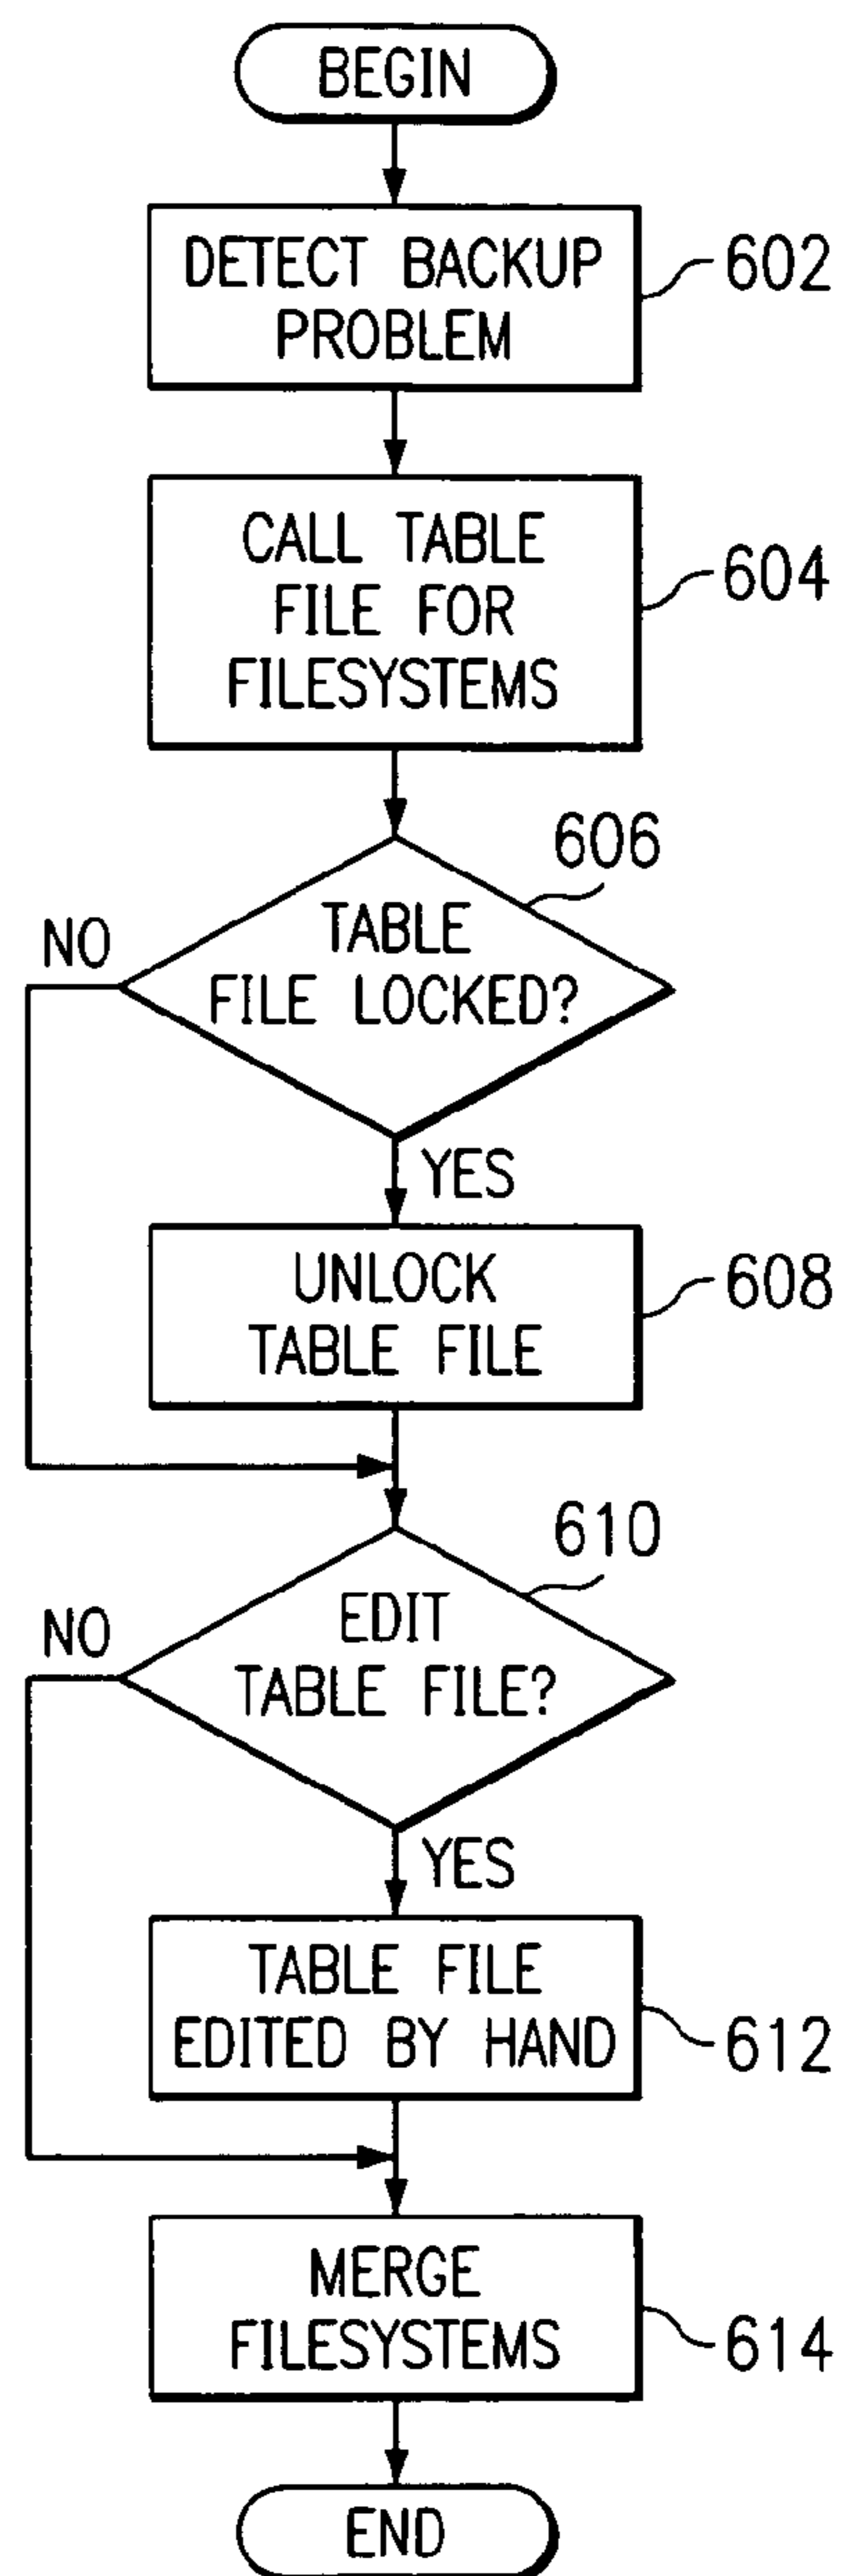 BEGIN
DETECT BACKUP
PROBLEM
602
CALL TABLE
FILE FOR
FILESYSTEMS
604
606
TABLE
FILE LOCKED?
NO
YES
UNLOCK
TABLE FILE
608
610
EDIT
TABLE FILE?
NO
YES
TABLE FILE
EDITED BY HAND
612
MERGE
FILESYSTEMS
614
END